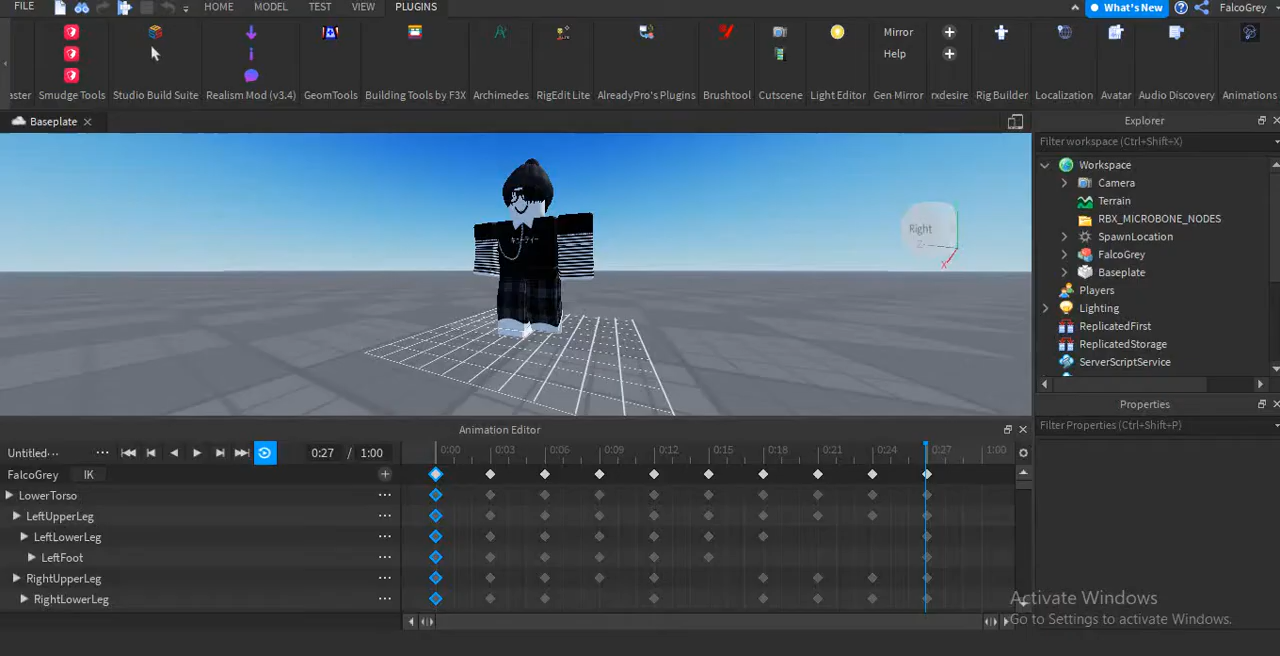 FILE HOME MODEL TEST VIEW PLUGINS What's New FalcoGrey
Mirror
Help
aster Smudge Tools Studio Build Suite Realism Mod (v3.4) GeomTools Building Tools by F3X Archimedes RigEdit Lite AlreadyPro's Plugins Brushtool Cutscene Light Editor Gen Mirror rxdesire Rig Builder Localization Avatar Audio Discovery Animations
Baseplate
Explorer
Filter workspace (Ctrl+Shift+X)
Workspace
Camera
Terrain
RBX_MICROBONE_NODES
SpawnLocation
FalcoGrey
Baseplate
Players
Lighting
ReplicatedFirst
ReplicatedStorage
ServerScriptService
Right
Z
X
Properties
Filter Properties (Ctrl+Shift+P)
Animation Editor
Untitled··· 0:27 / 1:00 0:00 0:03 0:06 0:09 0:12 0:15 0:18 0:21 0:24 0:27 1:00
FalcoGrey IK
LowerTorso
LeftUpperLeg
LeftLowerLeg
LeftFoot
RightUpperLeg
RightLowerLeg
Activate Windows
Go to Settings to activate Windows.